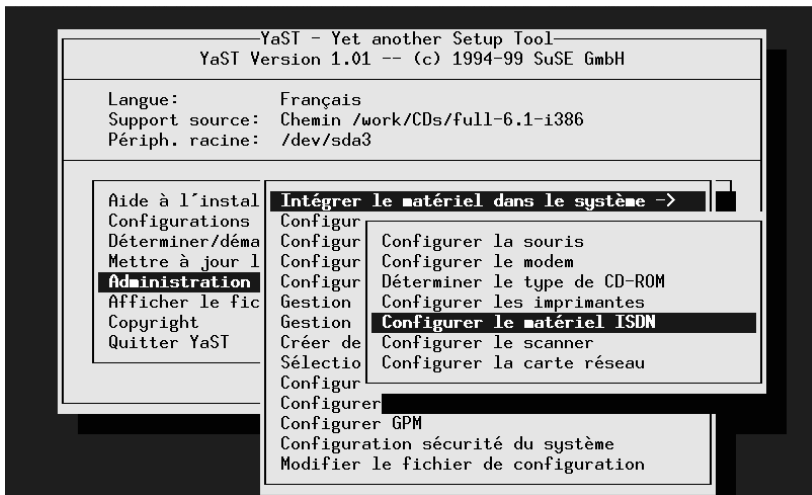 YaST - Yet another Setup Tool
YaST Version 1.01 -- (c) 1994-99 SuSE GmbH
Langue: Français
Support source: Chemin /work/CDs/full-6.1-i386
Périph. racine: /dev/sda3
Aide à l´instal
Configurations
Déterminer/déma
Mettre à jour l
Administration
Afficher le fic
Copyright
Quitter YaST
Intégrer le matériel dans le système ->
Configur
Configur
Configur
Configur
Gestion
Gestion
Créer de
Sélectio
Configur
Configurer
Configurer GPM
Configuration sécurité du système
Modifier le fichier de configuration
Configurer la souris
Configurer le modem
Déterminer le type de CD-ROM
Configurer les imprimantes
Configurer le matériel ISDN
Configurer le scanner
Configurer la carte réseau